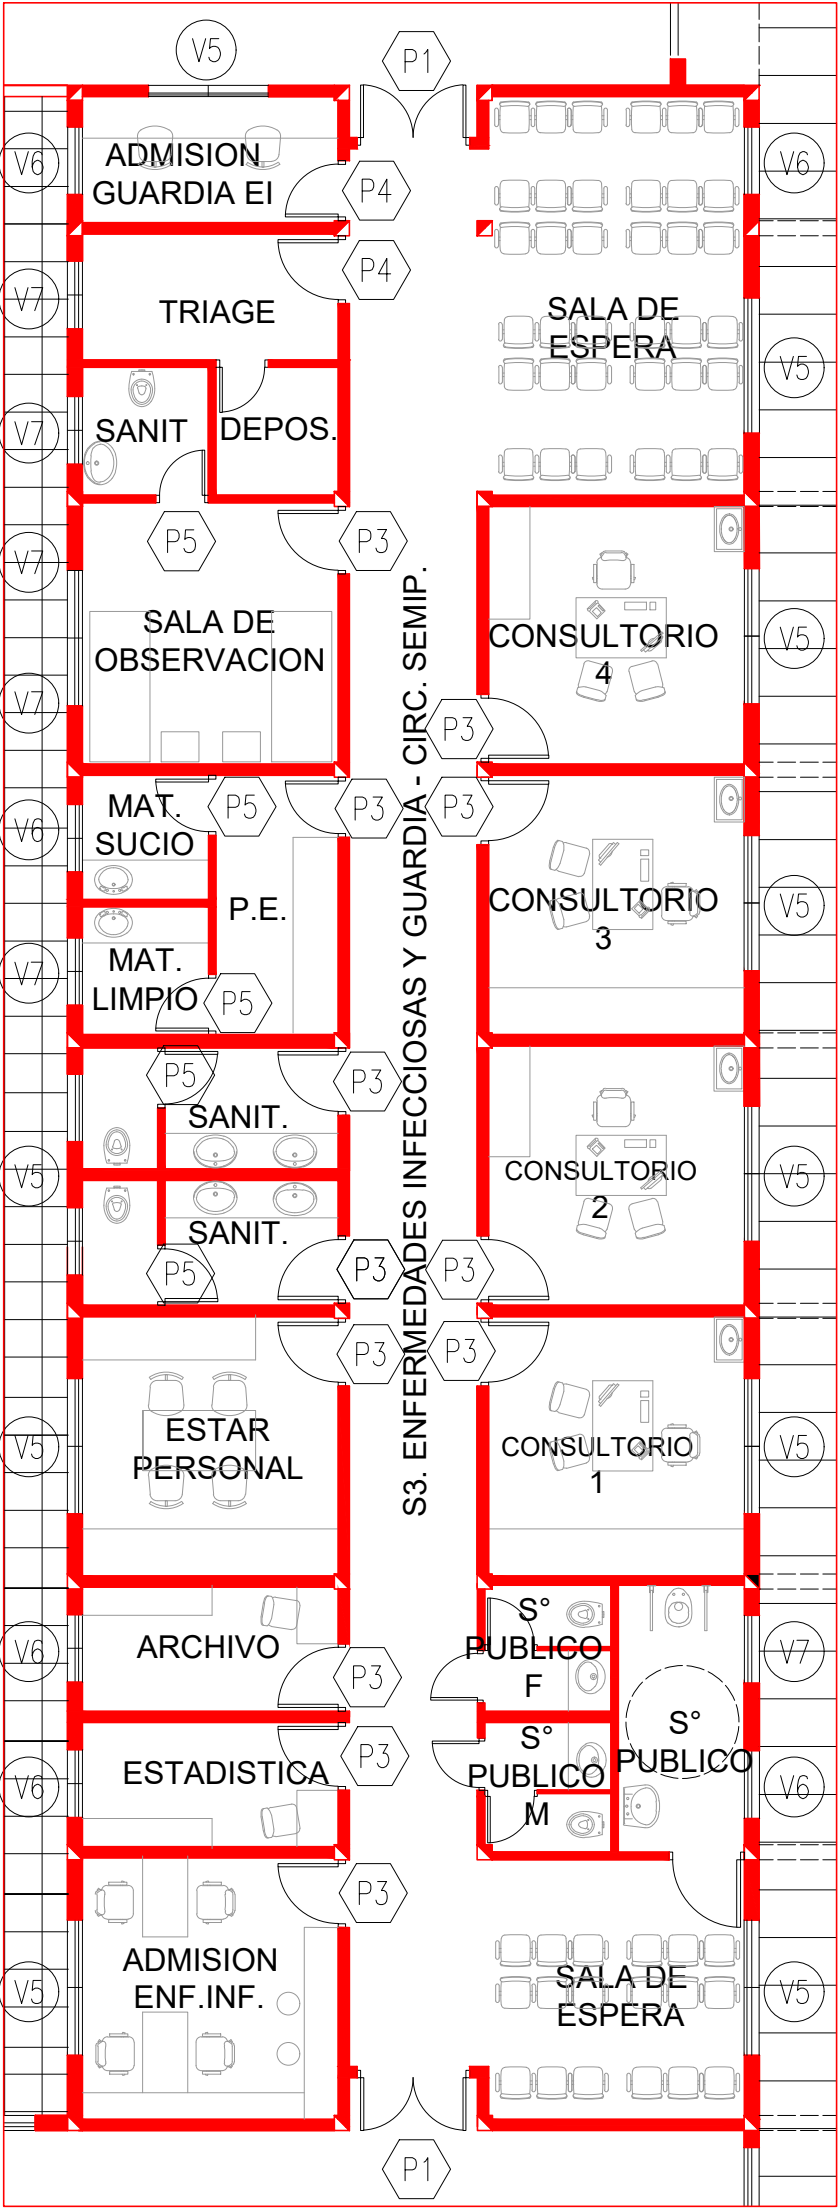 V5
P1
V6
ADMISION
GUARDIA EI
P4
V6
P4
V7
TRIAGE
SALA DE
ESPERA
V5
V7
SANIT
DEPOS.
V7
P5
P3
SALA DE
OBSERVACION
CONSULTORIO
4
V5
V7
P3
MAT.
SUCIO
P5
P3
P3
V6
P.E.
CONSULTORIO
3
V5
MAT.
LIMPIO
V7
P5
S3. ENFERMEDADES INFECCIOSAS Y GUARDIA - CIRC. SEMIP.
P5
P3
SANIT.
V5
CONSULTORIO
2
V5
SANIT.
P5
P3
P3
P3
P3
ESTAR
PERSONAL
V5
CONSULTORIO
1
V5
ARCHIVO
V6
P3
S°
PUBLICO
F
V7
S°
PUBLICO
ESTADISTICA
V6
P3
S°
PUBLICO
M
V6
P3
ADMISION
ENF.INF.
V5
SALA DE
ESPERA
V5
P1